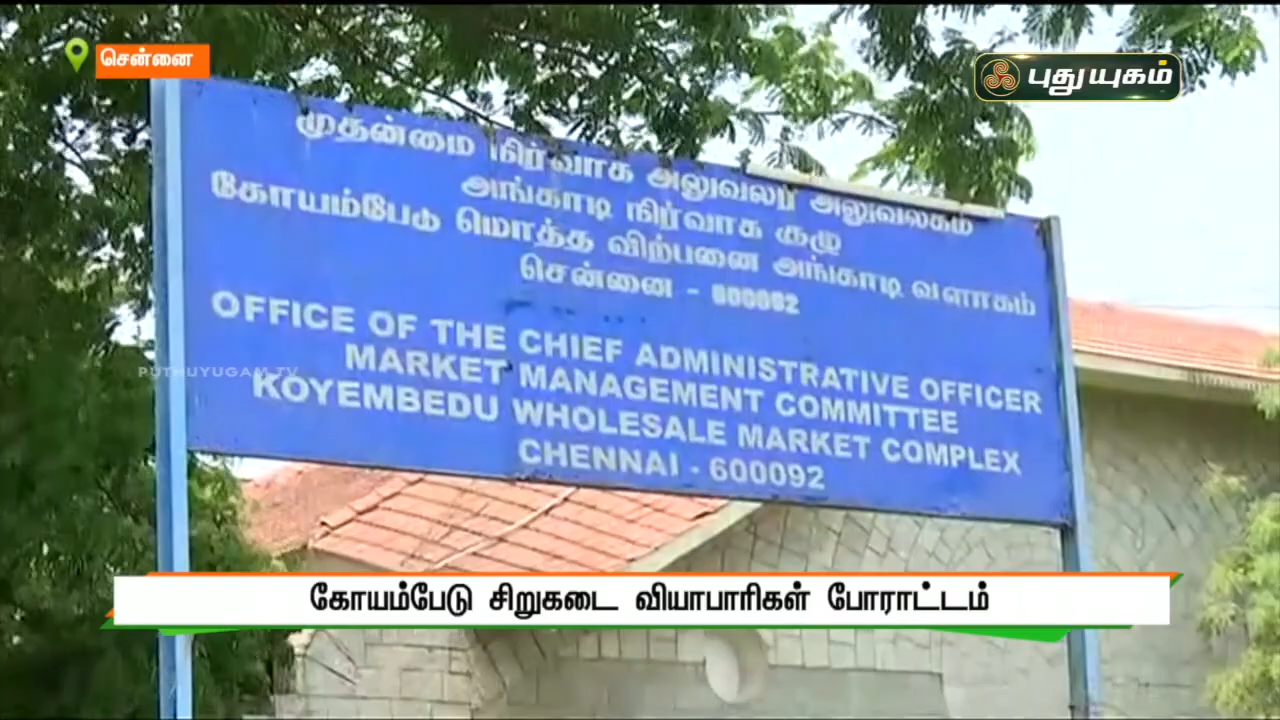 சென்னை
புதுயுகம்
முதன்மை நிர்வாக அலுவலர் அலுவலகம்
அங்காடி நிர்வாக குழு
கோயம்பேடு மொத்த விற்பனை அங்காடி வளாகம்
சென்னை - 600092
OFFICE OF THE CHIEF ADMINISTRATIVE OFFICER
MARKET MANAGEMENT COMMITTEE
KOYEMBEDU WHOLESALE MARKET COMPLEX
CHENNAI - 600092
PUTHUYUGAM TV
கோயம்பேடு சிறுகடை வியாபாரிகள் போராட்டம்